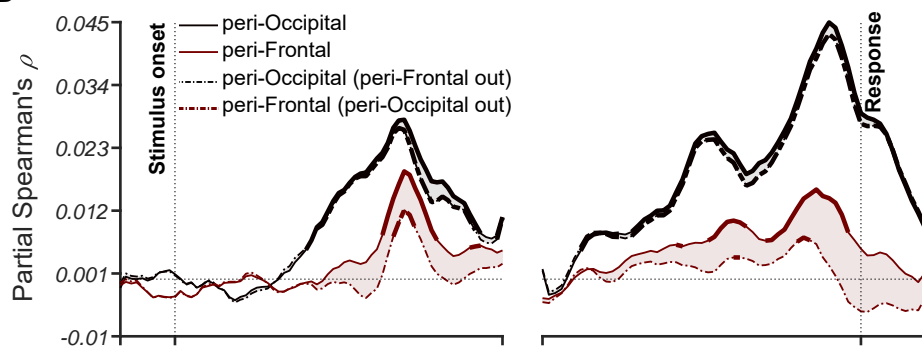 0.045
0.034
0.023
0.012
0.001
-0.01
Partial Spearman's ρ
Stimulus onset
peri-Occipital
peri-Frontal
peri-Occipital (peri-Frontal out)
peri-Frontal (peri-Occipital out)
Response